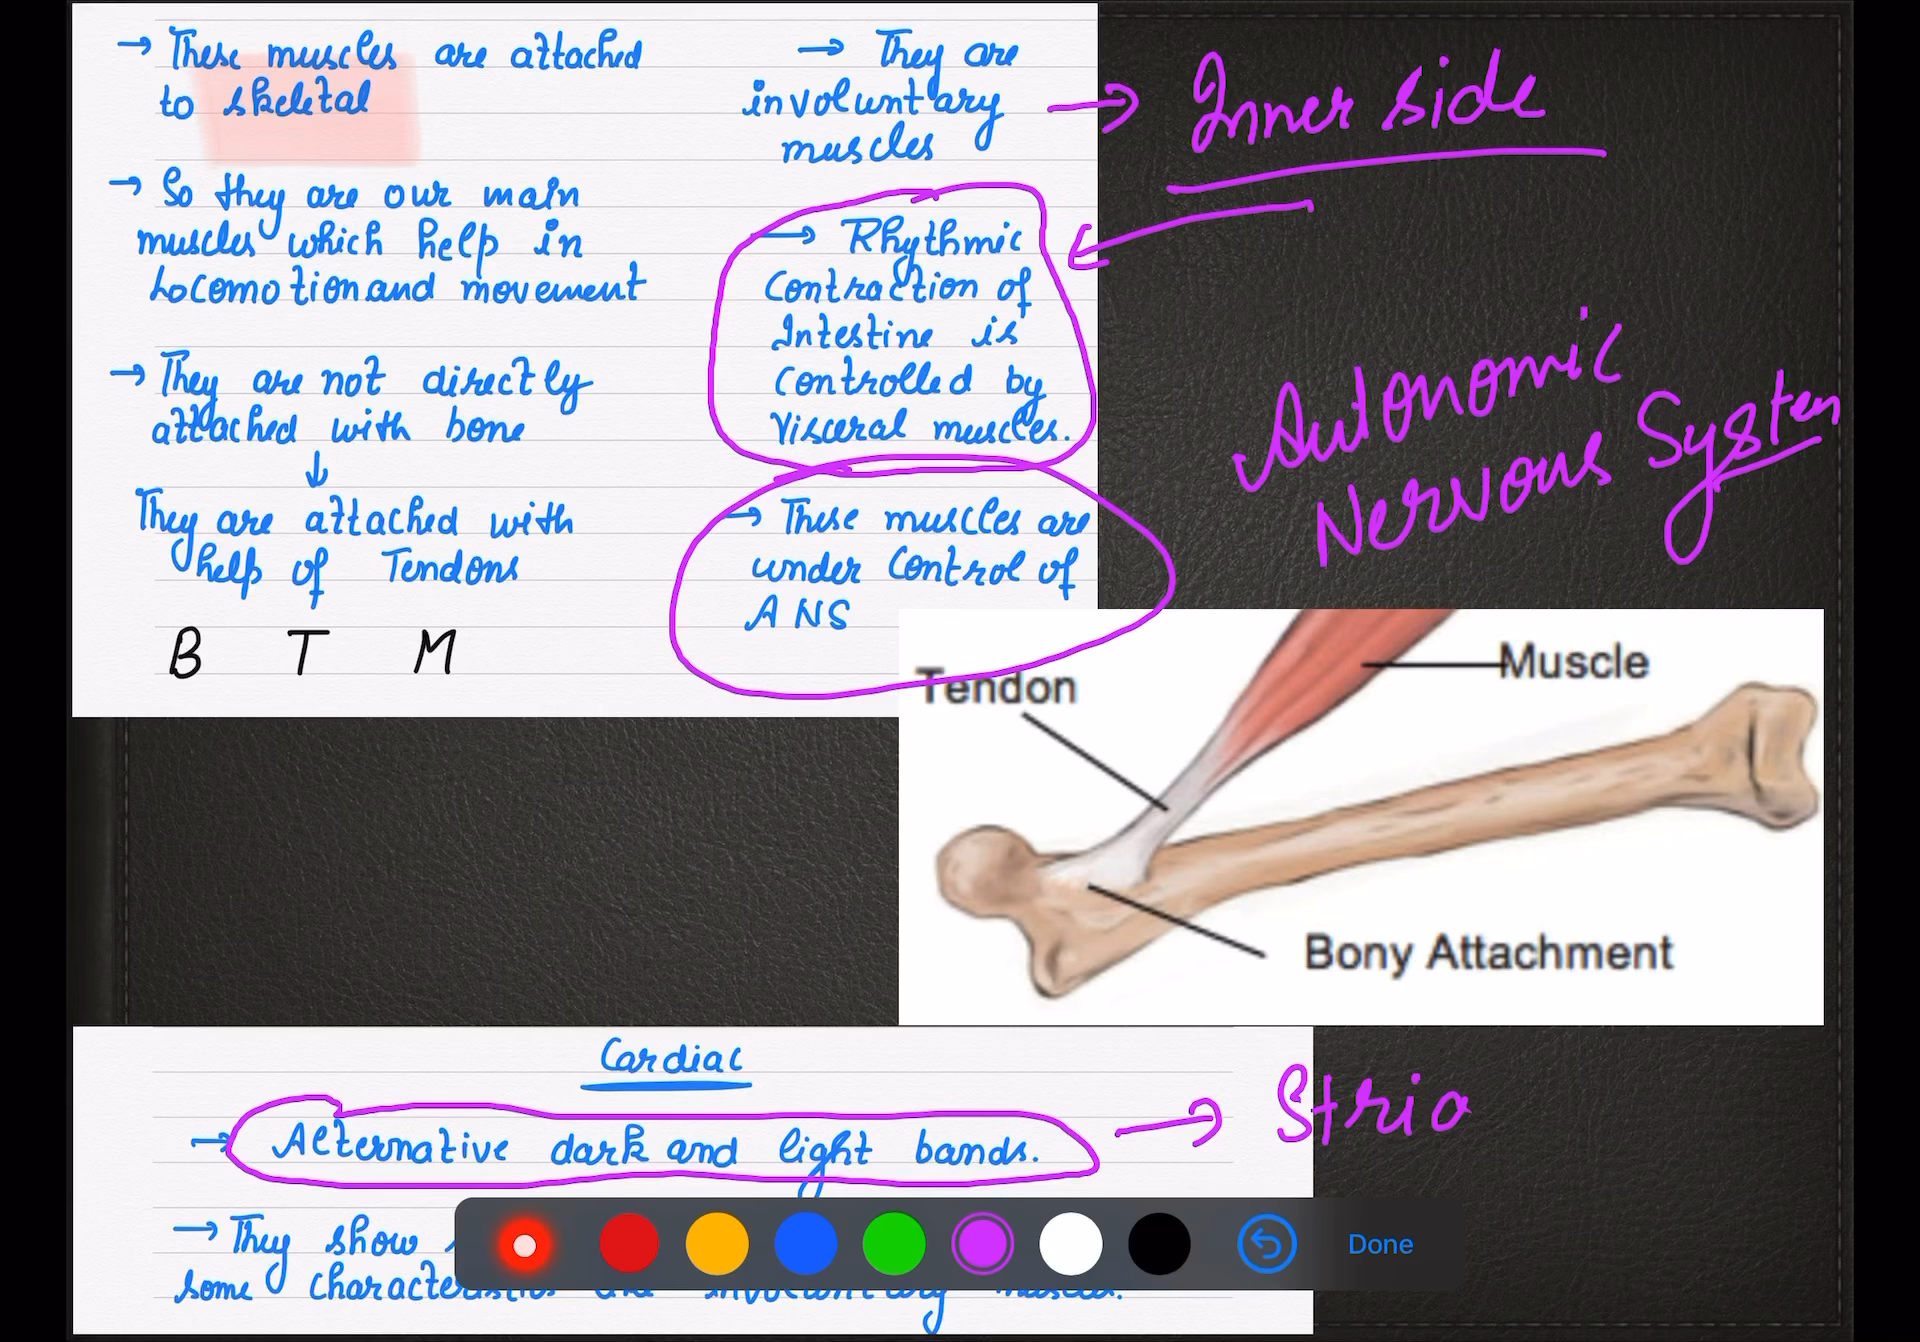 → These muscles are attached
to skeletal
→ So they are our main
muscles which help in
Locomotion and movement
→ They are not directly
attached with bone
↓
They are attached with
help of Tendons
B T M
→ They are
involuntary
muscles
→ Rhythmic
Contraction of
Intestine is
Controlled by
Visceral muscles.
→ These muscles are
under Control of
ANS
→ Inner side
Autonomic
Nervous System
Tendon
Muscle
Bony Attachment
Cardiac
→ Alternative dark and light bands.
→ Stria
→ They show
some
Done